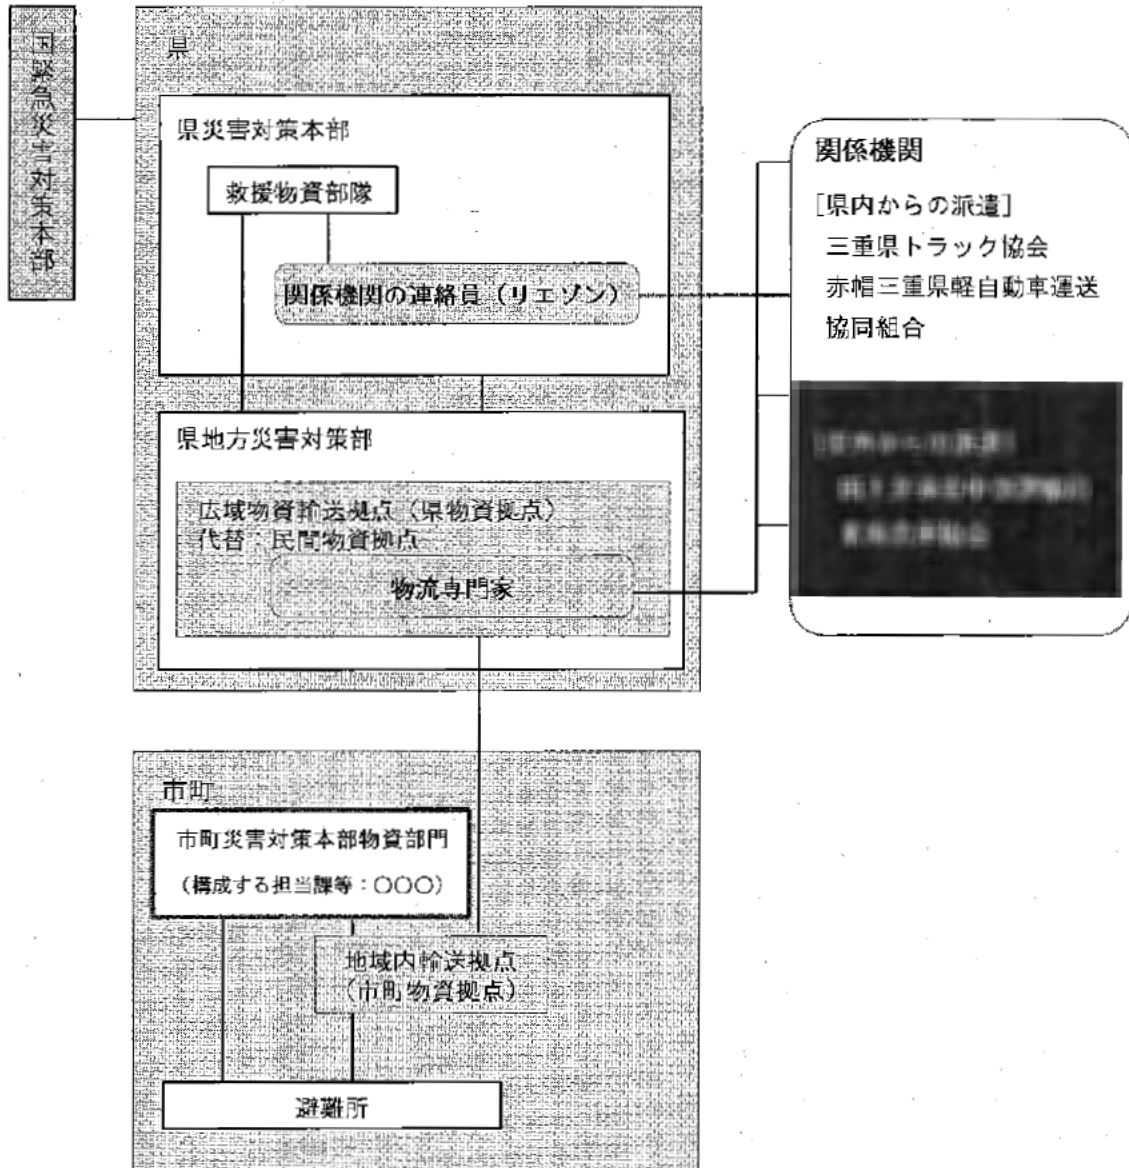 国緊急災害対策本部
県
県災害対策本部
救援物資部隊
関係機関の連絡員（リエゾン）
関係機関
［県内からの派遣］
三重県トラック協会
赤帽三重県軽自動車運送
協同組合
県地方災害対策部
広域物資輸送拠点（県物資拠点）
代替：民間物資拠点
物流専門家
市町
市町災害対策本部物資部門
（構成する担当課等：〇〇〇）
地域内輸送拠点
（市町物資拠点）
避難所